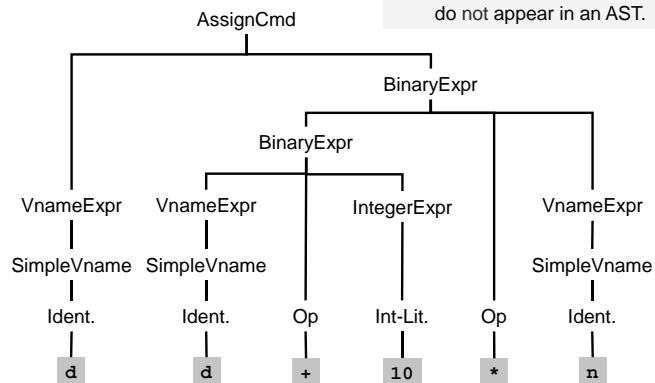 do not appear in an AST.
AssignCmd
BinaryExpr
BinaryExpr
VnameExpr VnameExpr IntegerExpr VnameExpr
SimpleVname SimpleVname SimpleVname
Ident. Ident. Op Int-Lit. Op Ident.
d d + 10 * n